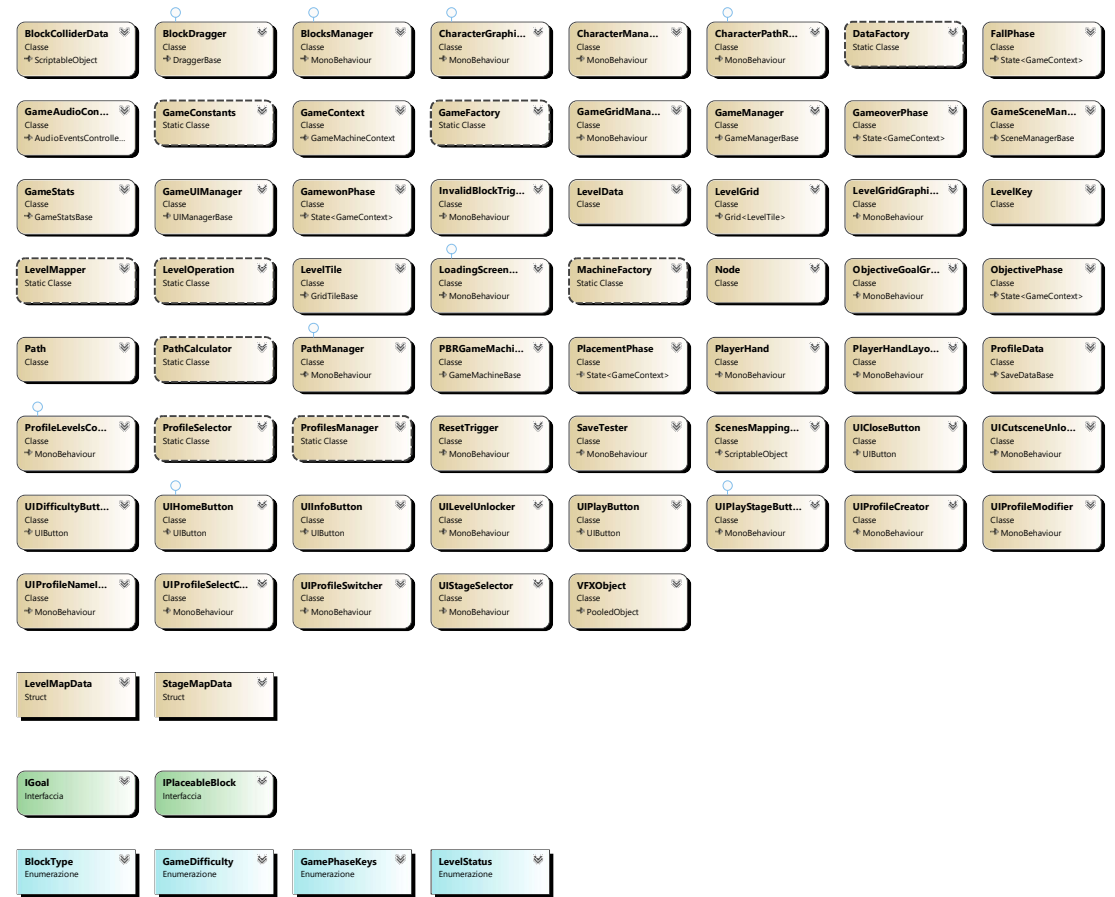 BlockColliderData
Classe
ScriptableObject
BlockDragger
Classe
DraggerBase
BlocksManager
Classe
MonoBehaviour
CharacterGraphi...
Classe
MonoBehaviour
CharacterMana...
Classe
MonoBehaviour
CharacterPathR...
Classe
MonoBehaviour
DataFactory
Static Classe
FallPhase
Classe
State<GameContext>
GameAudioCon...
Classe
AudioEventsControlle...
GameConstants
Static Classe
GameContext
Classe
GameMachineContext
GameFactory
Static Classe
GameGridMana...
Classe
MonoBehaviour
GameManager
Classe
GameManagerBase
GameoverPhase
Classe
State<GameContext>
GameSceneMan...
Classe
SceneManagerBase
GameStats
Classe
GameStatsBase
GameUIManager
Classe
UIManagerBase
GamewonPhase
Classe
State<GameContext>
InvalidBlockTrig...
Classe
MonoBehaviour
LevelData
Classe
LevelGrid
Classe
Grid<LevelTile>
LevelGridGraphi...
Classe
MonoBehaviour
LevelKey
Classe
LevelMapper
Static Classe
LevelOperation
Static Classe
LevelTile
Classe
GridTileBase
LoadingScreen...
Classe
MonoBehaviour
MachineFactory
Static Classe
Node
Classe
ObjectiveGoalGr...
Classe
MonoBehaviour
ObjectivePhase
Classe
State<GameContext>
Path
Classe
PathCalculator
Static Classe
PathManager
Classe
MonoBehaviour
PBRGameMachi...
Classe
GameMachineBase
PlacementPhase
Classe
State<GameContext>
PlayerHand
Classe
MonoBehaviour
PlayerHandLayo...
Classe
MonoBehaviour
ProfileData
Classe
SaveDataBase
ProfileLevelsCo...
Classe
MonoBehaviour
ProfileSelector
Static Classe
ProfilesManager
Static Classe
ResetTrigger
Classe
MonoBehaviour
SaveTester
Classe
MonoBehaviour
ScenesMapping...
Classe
ScriptableObject
UICloseButton
Classe
UIButton
UICutsceneUnlo...
Classe
MonoBehaviour
UIDifficultyButt...
Classe
UIButton
UIHomeButton
Classe
UIButton
UIInfoButton
Classe
UIButton
UILevelUnlocker
Classe
MonoBehaviour
UIPlayButton
Classe
UIButton
UIPlayStageButt...
Classe
MonoBehaviour
UIProfileCreator
Classe
MonoBehaviour
UIProfileModifier
Classe
MonoBehaviour
UIProfileNameI...
Classe
MonoBehaviour
UIProfileSelectC...
Classe
MonoBehaviour
UIProfileSwitcher
Classe
MonoBehaviour
UIStageSelector
Classe
MonoBehaviour
VFXObject
Classe
PooledObject
LevelMapData
Struct
StageMapData
Struct
IGoal
Interfaccia
IPlaceableBlock
Interfaccia
BlockType
Enumerazione
GameDifficulty
Enumerazione
GamePhaseKeys
Enumerazione
LevelStatus
Enumerazione